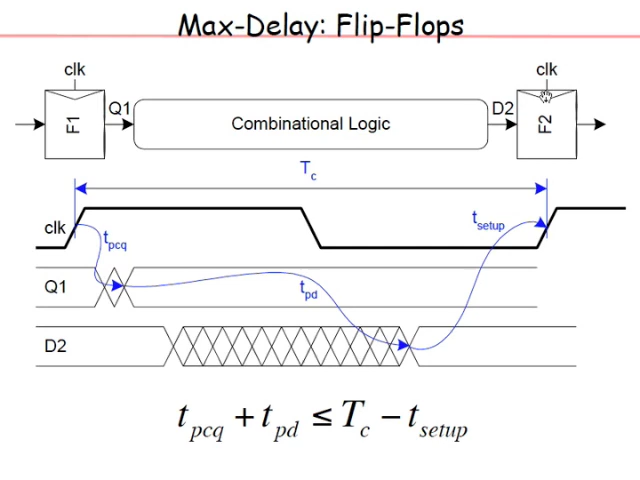 Max-Delay: Flip-Flops
clk clk
F1 Q1 Combinational Logic D2 F2
Tc
clk tpcq tsetup
Q1 tpd
D2
tpcq + tpd ≤ Tc − tsetup